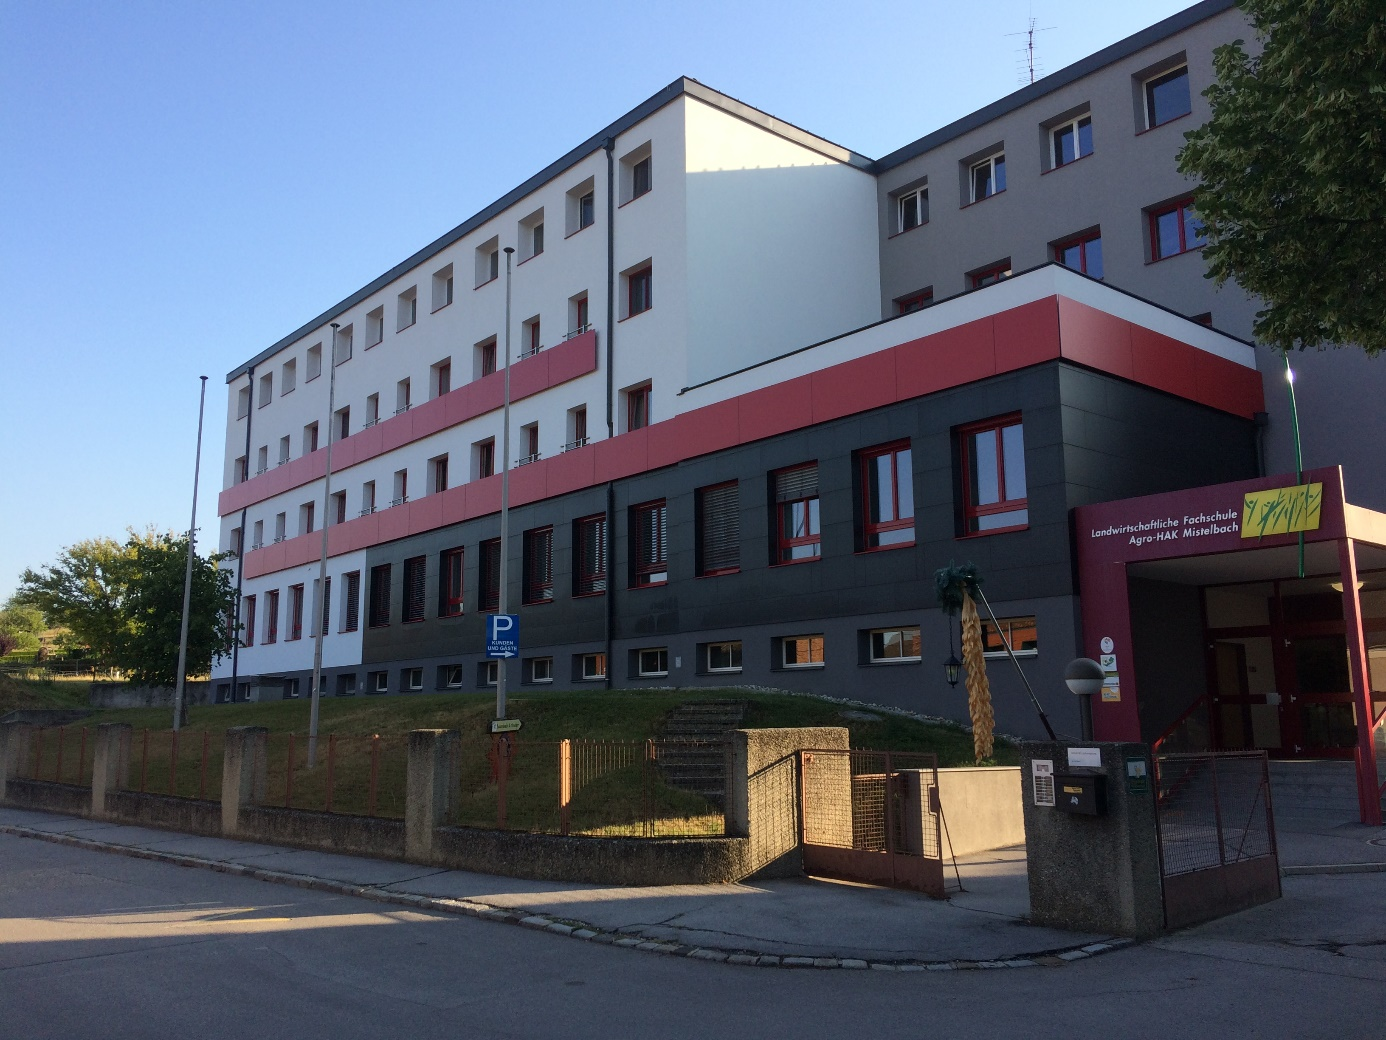 Landwirtschaftliche Fachschule
Agro-HAK Mistelbach
P
KUNDEN
UND GÄSTE